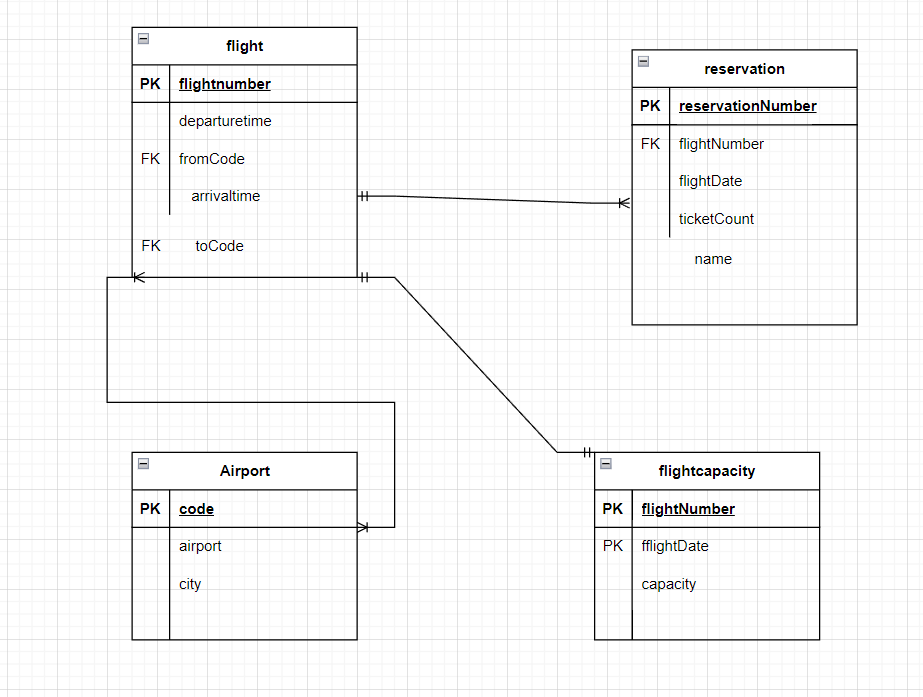 flight
PK flightnumber
departuretime
FK fromCode
arrivaltime
FK toCode
reservation
PK reservationNumber
FK flightNumber
flightDate
ticketCount
name
Airport
PK code
airport
city
flightcapacity
PK flightNumber
PK fflightDate
capacity